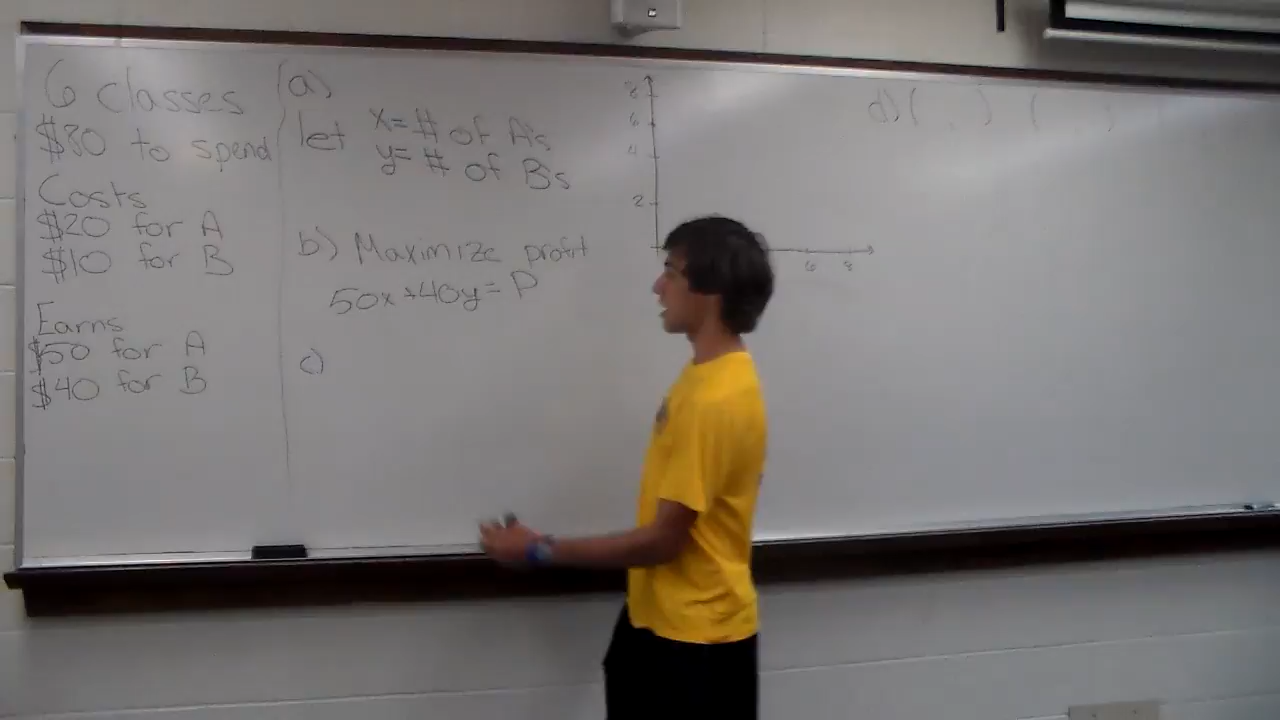 6 Classes
$80 to spend
Costs
$20 for A
$10 for B
Earns
$50 for A
$40 for B
(a)
let x= # of A's
y= # of B's
b) Maximize profit
50x+40y=P
c)
8
6
4
2
6 8
d) ( , ) ( , )